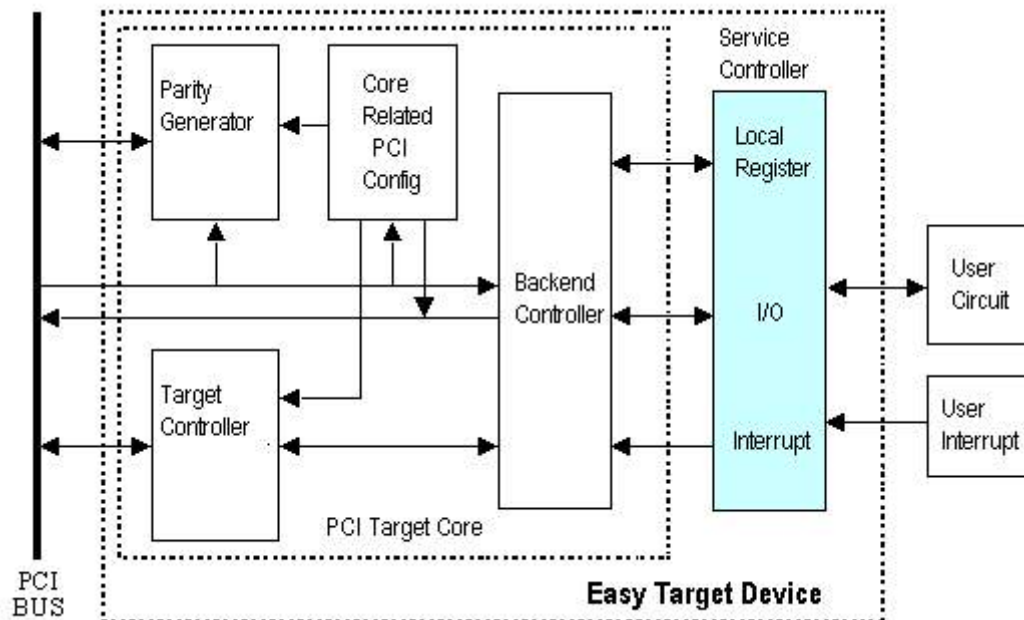 Service
Controller
Parity
Generator
Core
Related
PCI
Config
Local
Register
Backend
Controller
I/O
User
Circuit
Target
Controller
Interrupt
User
Interrupt
PCI Target Core
PCI
BUS
Easy Target Device